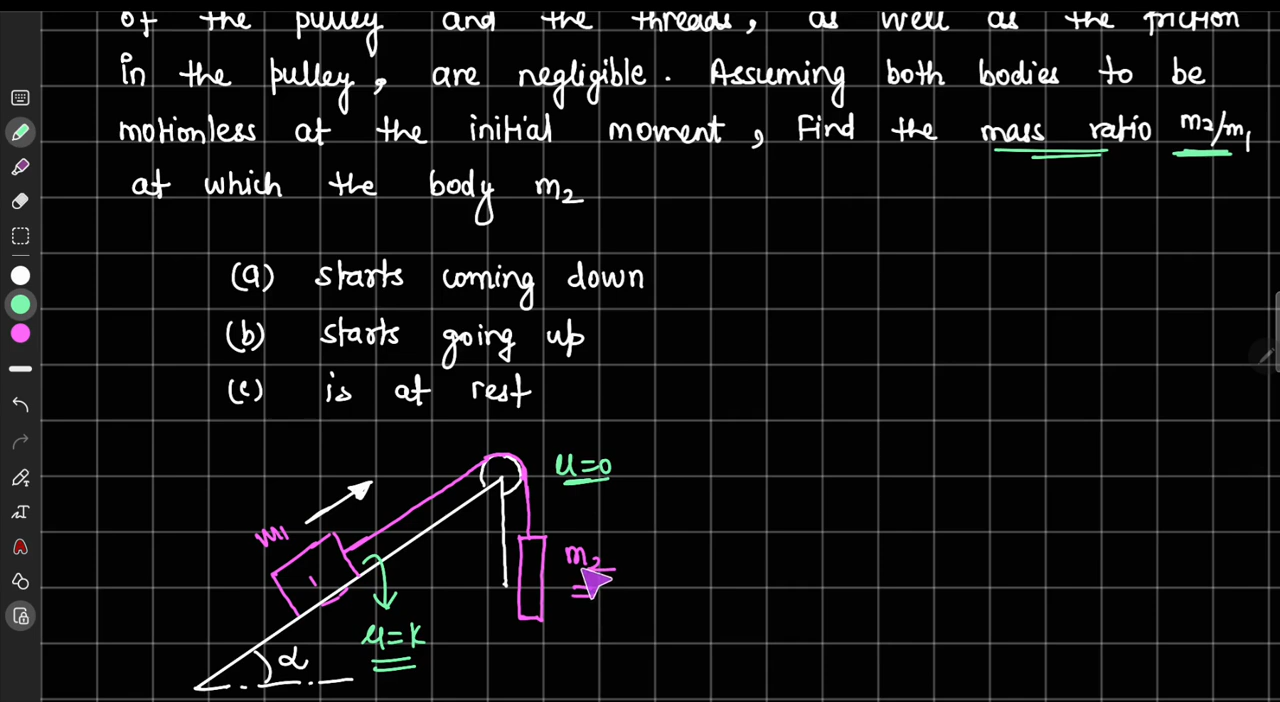 of the pulley and the threads, as well as the friction
in the pulley, are negligible. Assuming both bodies to be
motionless at the initial moment, Find the mass ratio m2/m1
at which the body m2
(a) starts coming down
(b) starts going up
(c) is at rest
μ=0
m1
m2
μ=k
α